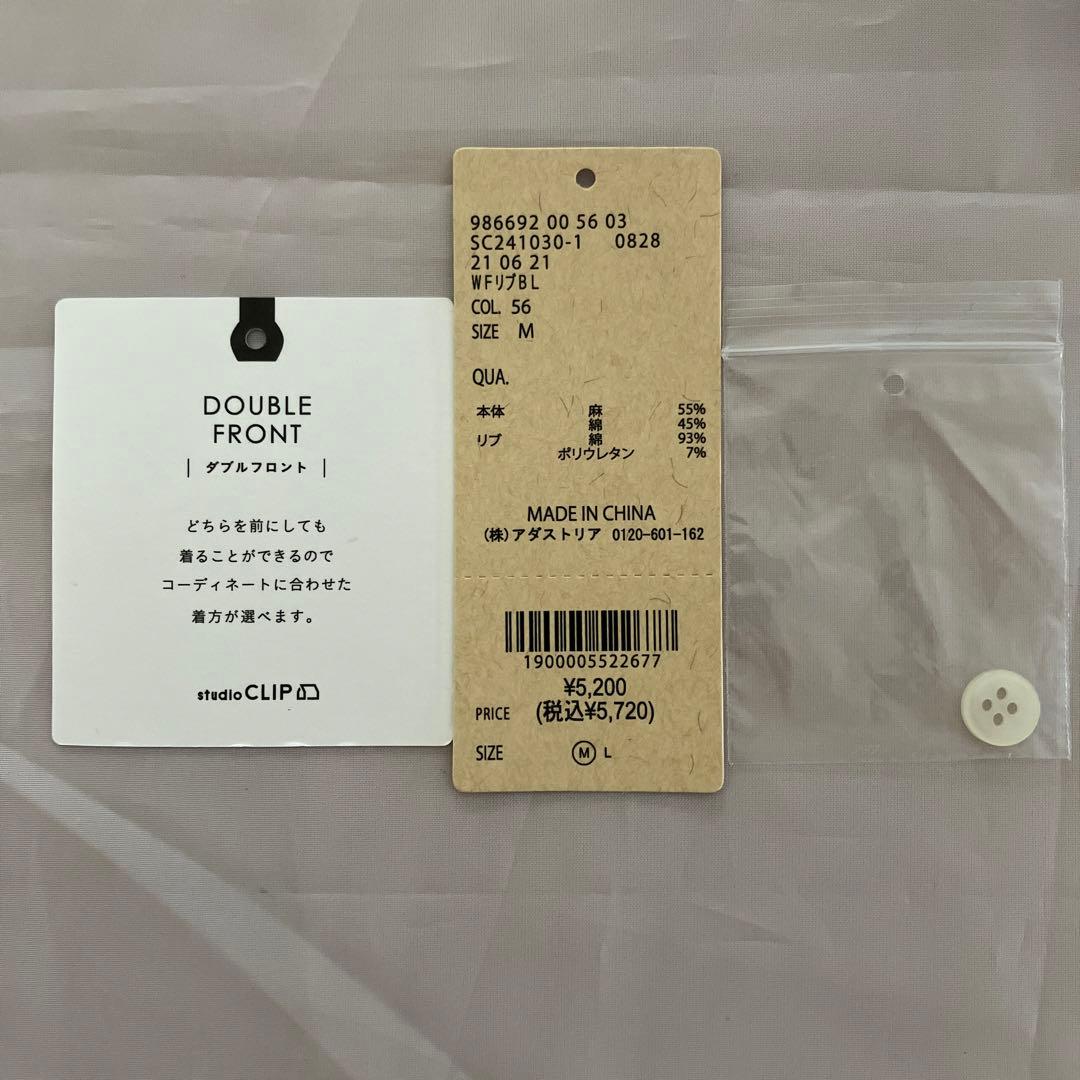 DOUBLE
FRONT
| ダブルフロント |
どちらを前にしても
着ることができるので
コーディネートに合わせた
着方が選べます。
studio CLIP
986692 00 56 03
SC241030-1 0828
21 06 21
WFリブBL
COL. 56
SIZE M
QUA.
本体 麻 55%
綿 45%
リブ 綿 93%
ポリウレタン 7%
MADE IN CHINA
(株)アダストリア 0120-601-162
1900005522677
¥5,200
PRICE (税込¥5,720)
SIZE Ⓜ L